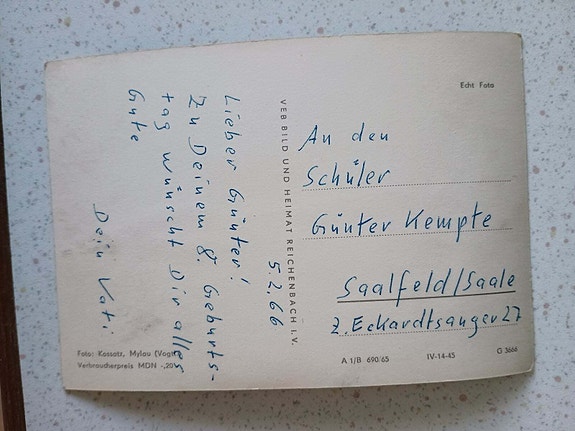 Lieber Günter!
Zu Deinem 8. Geburts-
tag wünscht Dir alles
Gute
Dein Vati
5.2.66
VEB BILD UND HEIMAT REICHENBACH I. V.
Echt Foto
An den
Schüler
Günter Kempte
Saalfeld/Saale
2. Eckardtsanger 27
Foto: Kassatz, Mylau (Vogtl.)
Verbraucherpreis MDN -,20
A 1/B 690/65 IV-14-45 G 3666